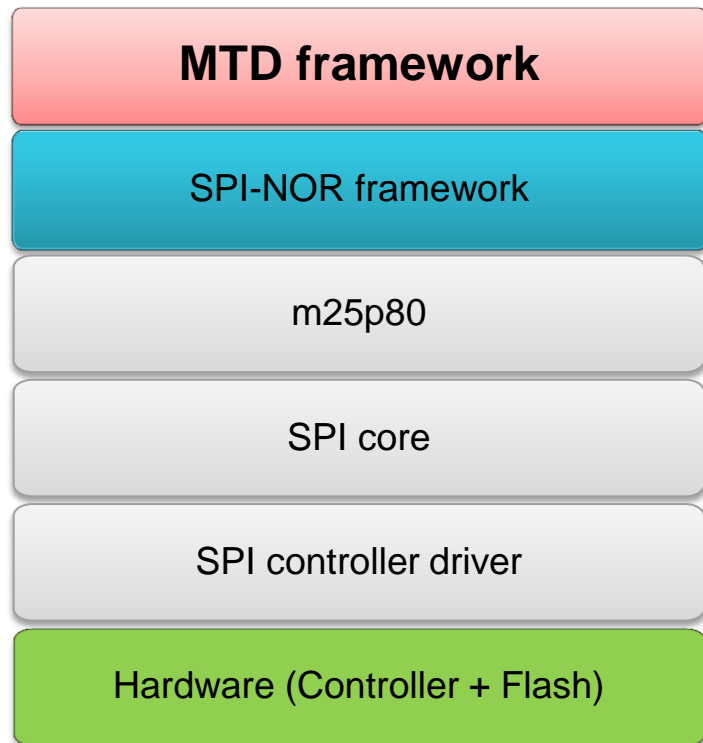 MTD framework
SPI-NOR framework
m25p80
SPI core
SPI controller driver
Hardware (Controller + Flash)